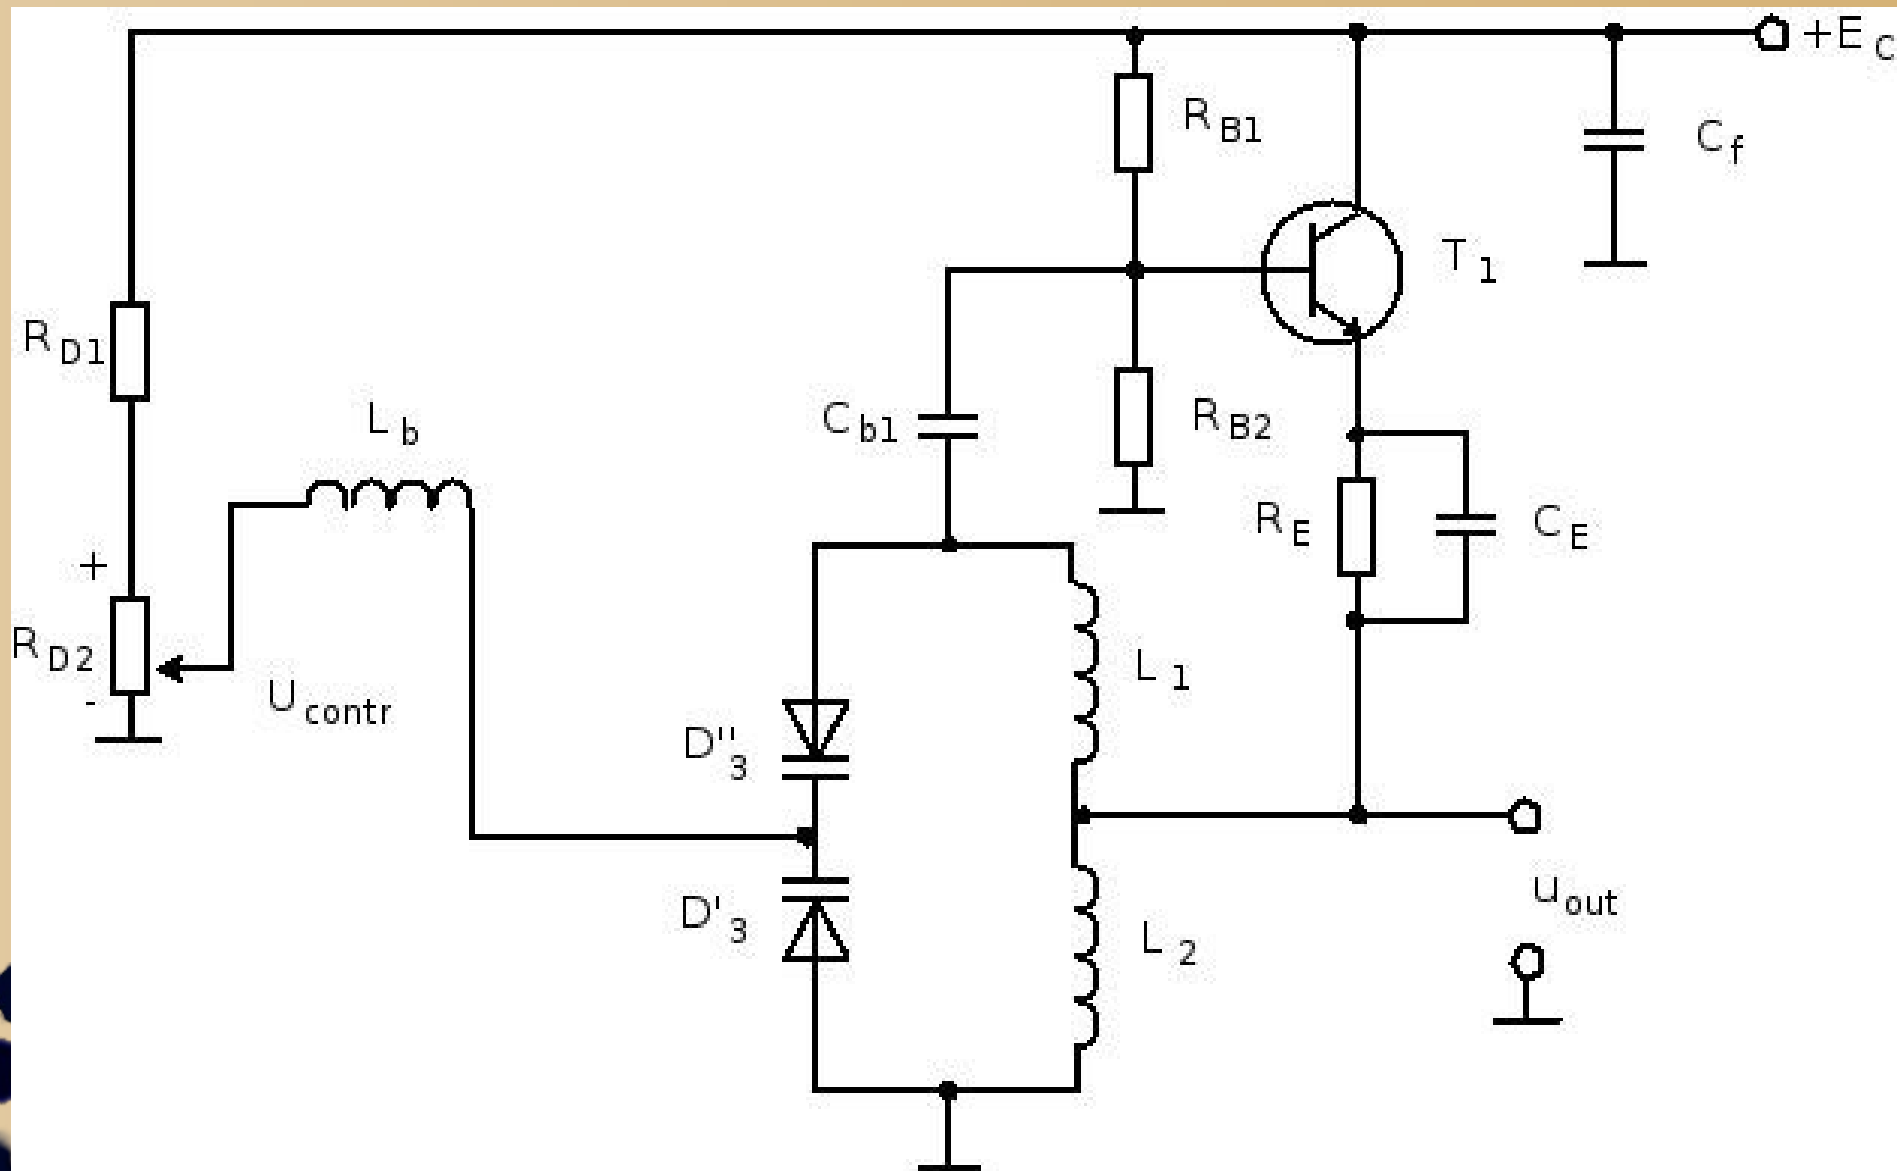 +E C
R B1
C f
T 1
R D1
L b
C b1
R B2
R E
C E
+
R D2
-
U contr
L 1
D'' 3
D' 3
L 2
u out